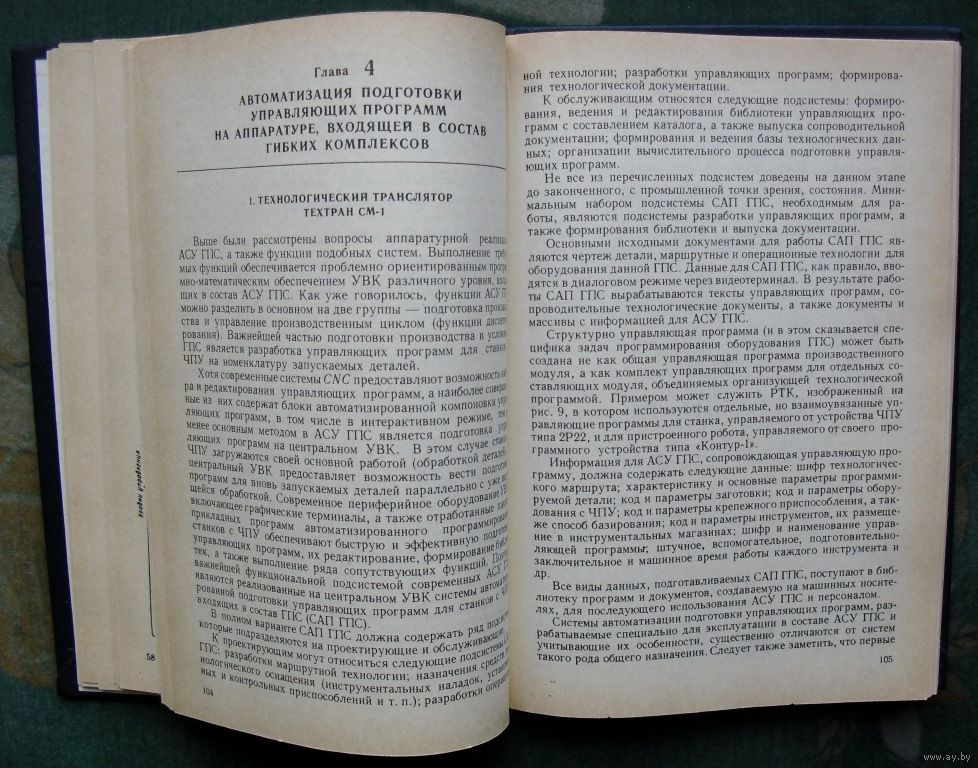 Глава 4
АВТОМАТИЗАЦИЯ ПОДГОТОВКИ
УПРАВЛЯЮЩИХ ПРОГРАММ
НА АППАРАТУРЕ, ВХОДЯЩЕЙ В СОСТАВ
ГИБКИХ КОМПЛЕКСОВ
1. ТЕХНОЛОГИЧЕСКИЙ ТРАНСЛЯТОР
ТЕХТРАН СМ-1
Выше были рассмотрены вопросы аппаратурной
АСУ ГПС, а также функции подобных систем. Выполнение
мых функций обеспечивается проблемно ориентированным
мно-математическим обеспечением УВК различного уровня,
их в состав АСУ ГПС. Как уже говорилось, функции АСУ
можно разделить в основном на две группы — подготовка
ства и управление производственным циклом (функции
рования). Важнейшей частью подготовки производства в
ГПС является разработка управляющих программ для
ЧПУ на номенклатуру запускаемых деталей.
Хотя современные системы CNC предоставляют возможность
ра и редактирования управляющих программ, а наиболее
ные из них содержат блоки автоматизированной компоновки
ляющих программ, в том числе в интерактивном режиме,
менее основным методом в АСУ ГПС является подготовка
ляющих программ на центральном УВК. В этом случае
ЧПУ загружаются своей основной работой (обработкой
центральный УВК предоставляет возможность вести
программ для вновь запускаемых деталей параллельно с уже
щейся обработкой. Современное периферийное оборудование
включающее графические терминалы, а также отработанные
прикладных программ автоматизированного
станков с ЧПУ обеспечивают быструю и эффективную
управляющих программ, их редактирование, формирование
тек, а также выполнение ряда сопутствующих функций.
важнейшей функциональной подсистемой современных АСУ
являются реализованные на центральном УВК системы
рованной подготовки управляющих программ для станков с
входящих в состав ГПС (САП ГПС).
В полном варианте САП ГПС должна содержать ряд
которые подразделяются на проектирующие и обслуживающие.
К проектирующим могут относиться следующие подсистемы
ГПС: разработки маршрутной технологии; назначения средств
нологического оснащения (инструментальных наладок,
ных и контрольных приспособлений и т. п.); разработки
104
58
ной технологии; разработки управляющих программ; формирова-
ния технологической документации.
К обслуживающим относятся следующие подсистемы: формиро-
вания, ведения и редактирования библиотеки управляющих про-
грамм с составлением каталога, а также выпуска сопроводительной
документации; формирования и ведения базы технологических дан-
ных; организации вычислительного процесса подготовки управляю-
щих программ.
Не все из перечисленных подсистем доведены на данном этапе
до законченного, с промышленной точки зрения, состояния. Мини-
мальным набором подсистемы САП ГПС, необходимым для ра-
боты, являются подсистемы разработки управляющих программ, а
также формирования библиотеки и выпуска документации.
Основными исходными документами для работы САП ГПС яв-
ляются чертеж детали, маршрутные и операционные технологии для
оборудования данной ГПС. Данные для САП ГПС, как правило, вво-
дятся в диалоговом режиме через видеотерминал. В результате рабо-
ты САП ГПС вырабатываются тексты управляющих программ, со-
проводительные технологические документы, а также документы и
массивы с информацией для АСУ ГПС.
Структурно управляющая программа (и в этом сказывается спе-
цифика задач программирования оборудования ГПС) может быть
создана не как общая управляющая программа производственного
модуля, а как комплект управляющих программ для отдельных со-
ставляющих модуля, объединяемых организующей технологической
программой. Примером может служить РТК, изображенный на
рис. 9, в котором используются отдельные, но взаимоувязанные уп-
равляющие программы для станка, управляемого от устройства ЧПУ
типа 2Р22, и для пристроенного робота, управляемого от своего про-
граммного устройства типа «Контур-1».
Информация для АСУ ГПС, сопровождающая управляющую про-
грамму, должна содержать следующие данные: шифр технологичес-
кого маршрута; характеристику и основные параметры программи-
руемой детали; код и параметры заготовки; код и параметры обору-
дования с ЧПУ; код и параметры крепежного приспособления, а так-
же способ базирования; код и параметры инструментов, их размеще-
ние в инструментальных магазинах; шифр и наименование управ-
ляющей программы; штучное, вспомогательное, подготовительно-
заключительное и машинное время работы каждого инструмента и
др.
Все виды данных, подготавливаемых САП ГПС, поступают в биб-
лиотеку программ и документов, создаваемую на машинных носите-
лях, для последующего использования АСУ ГПС и персоналом.
Системы автоматизации подготовки управляющих программ, раз-
рабатываемые специально для эксплуатации в составе АСУ ГПС и
учитывающие их особенности, существенно отличаются от систем
такого рода общего назначения. Следует также заметить, что первые
105
www.ay.by